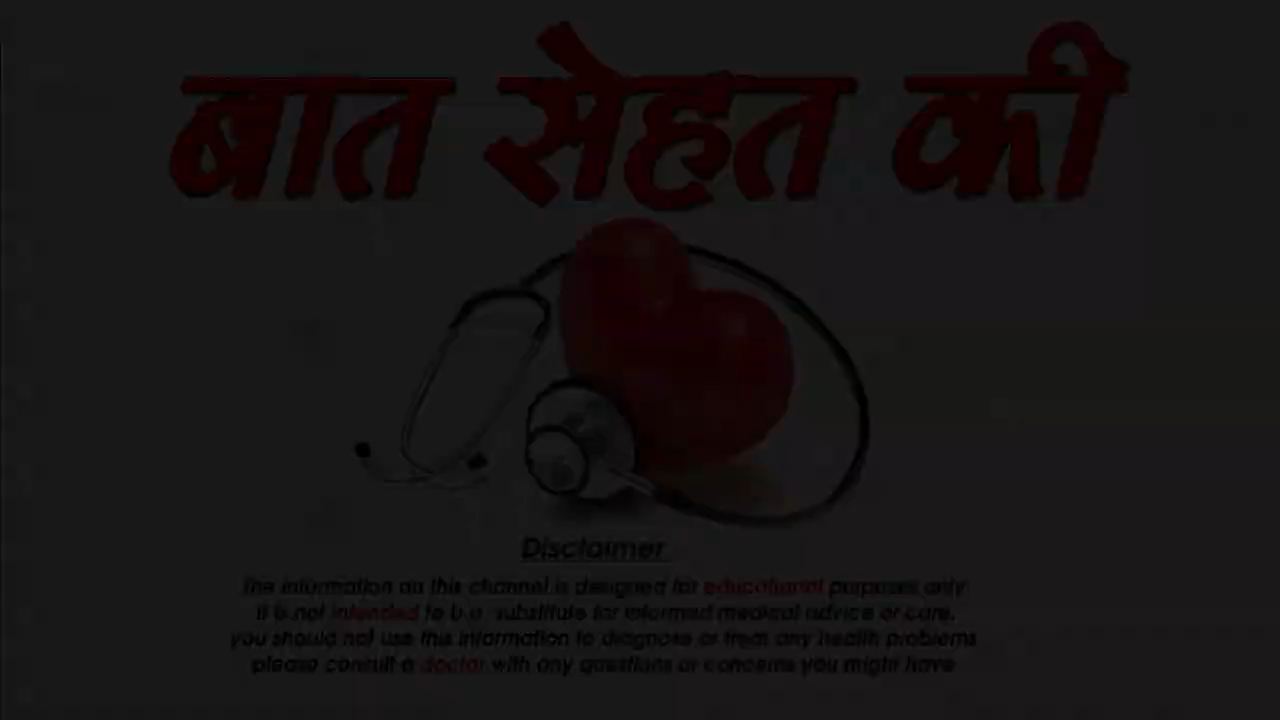 बात सेहत की
Disclaimer
The information on this channel is designed for educational purposes only
it is not intended to b a substitute for informed medical advice or care.
you should not use this information to diagnose or treat any health problems
please consult a doctor with any questions or concerns you might have